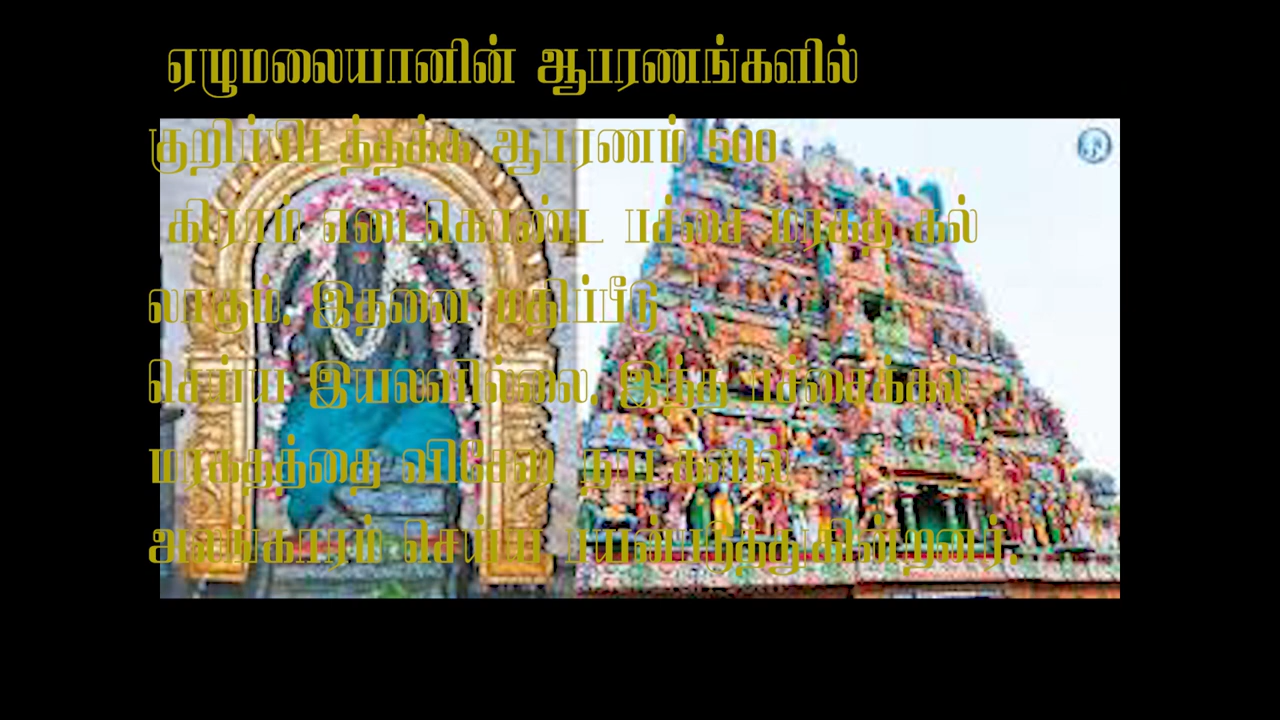 ஏழுமலையானின் ஆபரணங்களில்
குறிப்பிடத்தக்க ஆபரணம் 500
கிராம் எடைகொண்ட பச்சை மரகத கல்
லாகும். இதனை மதிப்பீடு
செய்ய இயலவில்லை. இந்த பச்சைக்கல்
மரகதத்தை விசேஷ நாட்களில்
அலங்காரம் செய்ய பயன்படுத்துகின்றனர்.